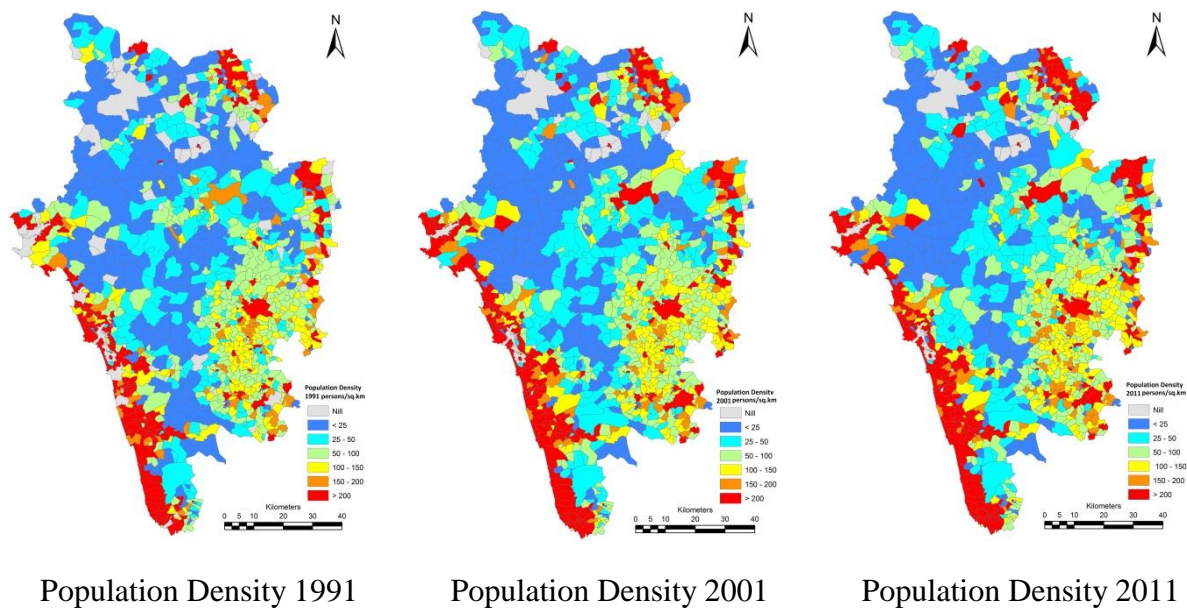 N
N
N
Population Density
1991 persons/sq.km
Nill
< 25
25 - 50
50 - 100
100 - 150
150 - 200
> 200
Kilometers
0 5 10 20 30 40
Population Density
2001 persons/sq.km
Nill
< 25
25 - 50
50 - 100
100 - 150
150 - 200
> 200
Kilometers
0 5 10 20 30 40
Population Density
2011 persons/sq.km
Nill
< 25
25 - 50
50 - 100
100 - 150
150 - 200
> 200
Kilometers
0 5 10 20 30 40
Population Density 1991
Population Density 2001
Population Density 2011